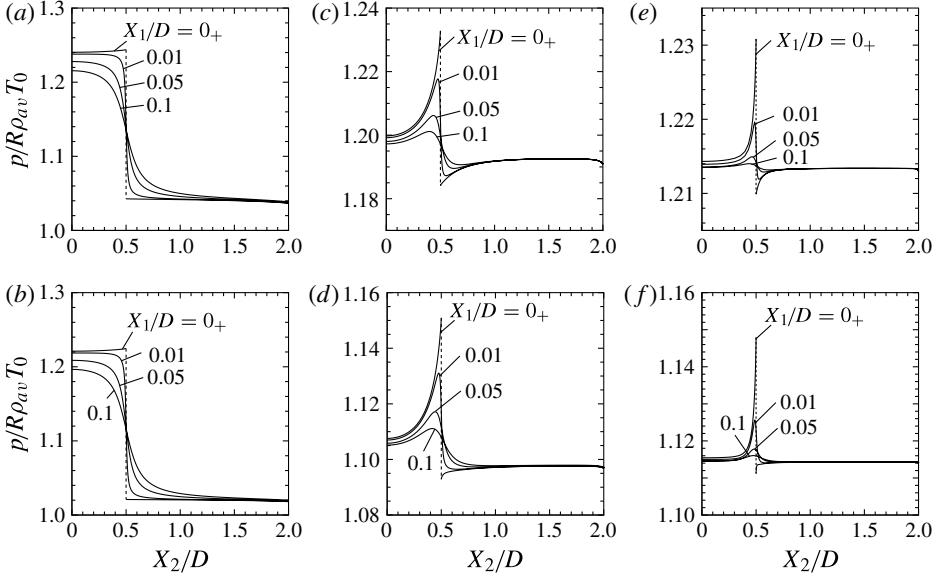 (a) 1.3 (c) 1.24 (e)
X₁/D = 0₊ X₁/D = 0₊ 1.23 X₁/D = 0₊
0.01 0.01 0.01
1.2 1.22
0.05 0.05 1.22 0.05
0.1 0.1 0.1
p/RρₐᵥT₀
1.1 1.20
1.21
1.0 1.18
0 0.5 1.0 1.5 2.0 0 0.5 1.0 1.5 2.0 0 0.5 1.0 1.5 2.0
(b) 1.3 (d) 1.16 (f) 1.16
X₁/D = 0₊ X₁/D = 0₊ X₁/D = 0₊
1.2 0.01 1.14 0.01 1.14 0.01
0.05 0.05 0.1 0.05
0.1 1.12 0.1 1.12
p/RρₐᵥT₀
1.1 1.10
1.0 1.08 1.10
0 0.5 1.0 1.5 2.0 0 0.5 1.0 1.5 2.0 0 0.5 1.0 1.5 2.0
X₂/D X₂/D X₂/D